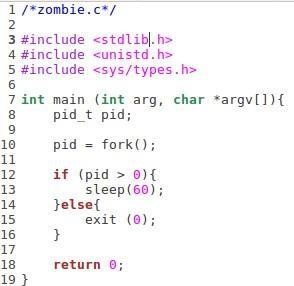 1 /*zombie.c*/
2
3 #include <stdlib.h>
4 #include <unistd.h>
5 #include <sys/types.h>
6
7 int main (int arg, char *argv[]){
8     pid_t pid;
9
10     pid = fork();
11
12     if (pid > 0){
13         sleep(60);
14     }else{
15         exit (0);
16     }
17
18     return 0;
19 }